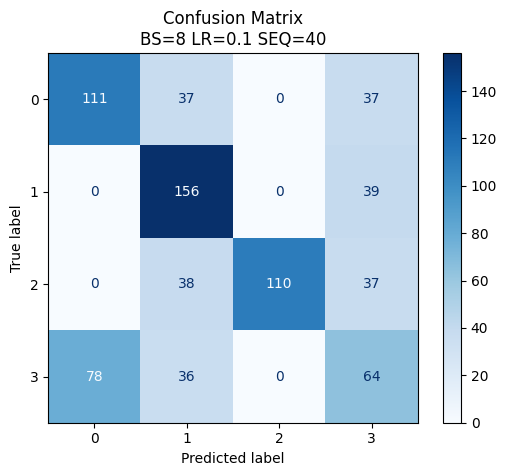 Confusion Matrix
BS=8 LR=0.1 SEQ=40
True label
0
111 37 0 37
1
0 156 0 39
2
0 38 110 37
3
78 36 0 64
0 1 2 3
Predicted label
140
120
100
80
60
40
20
0